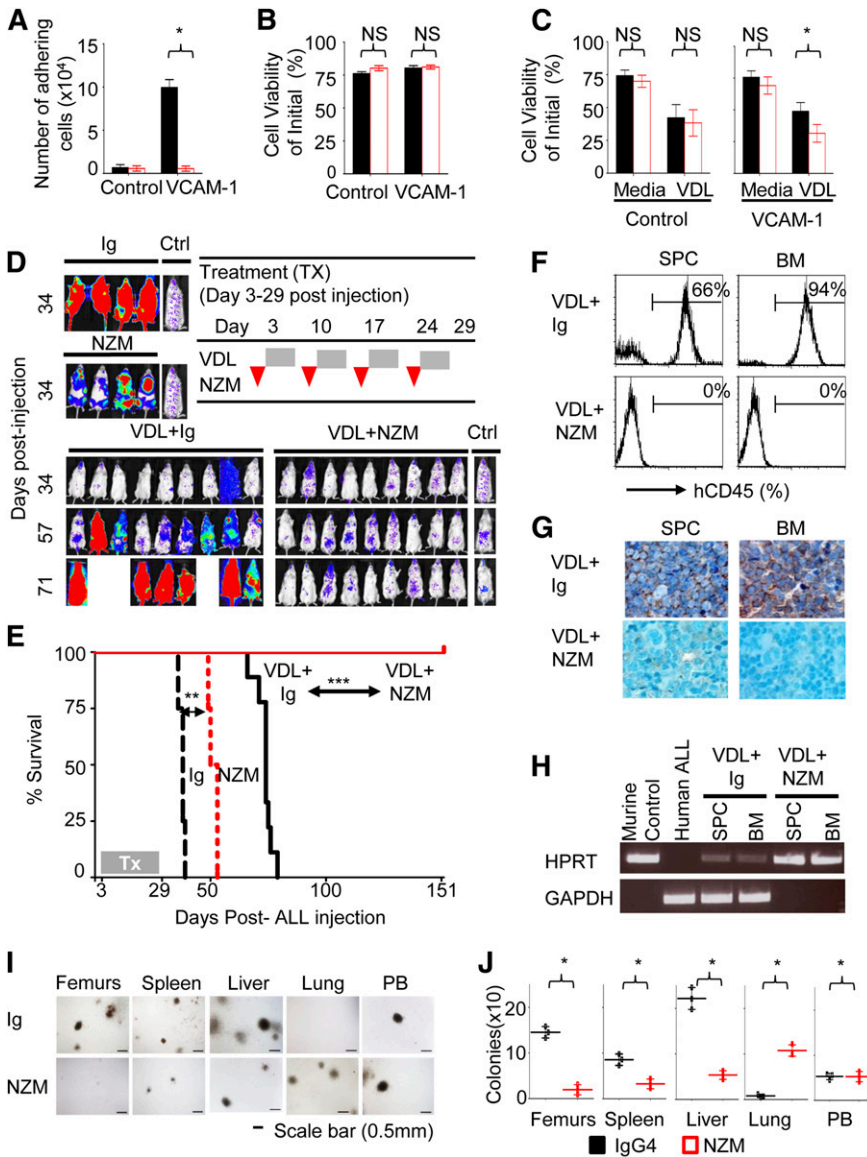 A
Number of adhering
cells (x10⁴)
15
10
5
0
*
Control VCAM-1
B
Cell Viability
of Initial (%)
100
75
50
25
0
NS
NS
Control VCAM-1
C
Cell Viability
of Initial (%)
100
75
50
25
0
NS
NS
NS
*
Media VDL
Media VDL
Control
VCAM-1
D
Days post-injection
Ig
Ctrl
34
NZM
34
Treatment (TX)
(Day 3-29 post injection)
Day 3 10 17 24 29
VDL
NZM
VDL+Ig
VDL+NZM
Ctrl
34
57
71
E
% Survival
100
75
50
25
0
**
Ig
NZM
VDL+
Ig
***
VDL+
NZM
Tx
3 29 50 100 151
Days Post- ALL injection
F
SPC
BM
VDL+
Ig
66%
94%
VDL+
NZM
0%
0%
hCD45 (%)
G
SPC
BM
VDL+
Ig
VDL+
NZM
H
Murine
Control
Human ALL
VDL+
Ig
VDL+
NZM
SPC
BM
SPC
BM
HPRT
GAPDH
I
Femurs Spleen Liver Lung PB
Ig
NZM
Scale bar (0.5mm)
J
Colonies(x10)
20
10
0
*
*
*
*
*
Femurs Spleen Liver Lung PB
IgG4 NZM